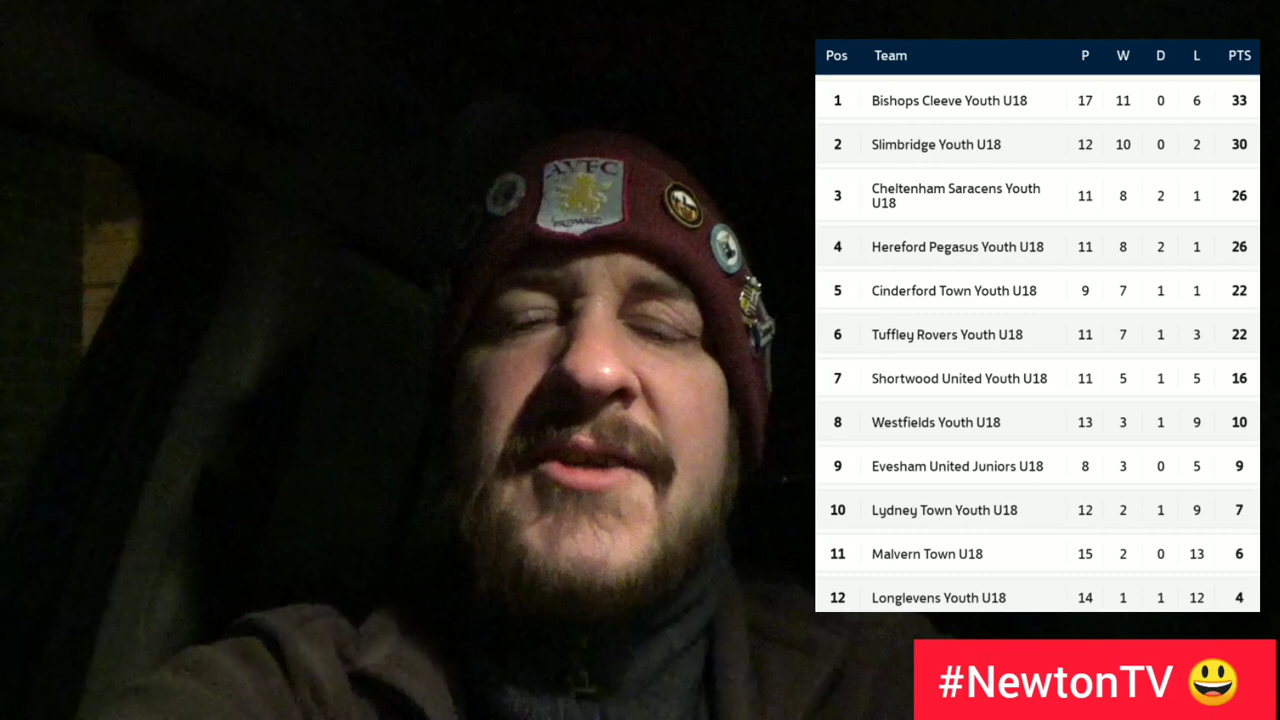 AVFC
PREPARED
Pos Team P W D L PTS
1 Bishops Cleeve Youth U18 17 11 0 6 33
2 Slimbridge Youth U18 12 10 0 2 30
3 Cheltenham Saracens Youth U18 11 8 2 1 26
4 Hereford Pegasus Youth U18 11 8 2 1 26
5 Cinderford Town Youth U18 9 7 1 1 22
6 Tuffley Rovers Youth U18 11 7 1 3 22
7 Shortwood United Youth U18 11 5 1 5 16
8 Westfields Youth U18 13 3 1 9 10
9 Evesham United Juniors U18 8 3 0 5 9
10 Lydney Town Youth U18 12 2 1 9 7
11 Malvern Town U18 15 2 0 13 6
12 Longlevens Youth U18 14 1 1 12 4
#NewtonTV 😃